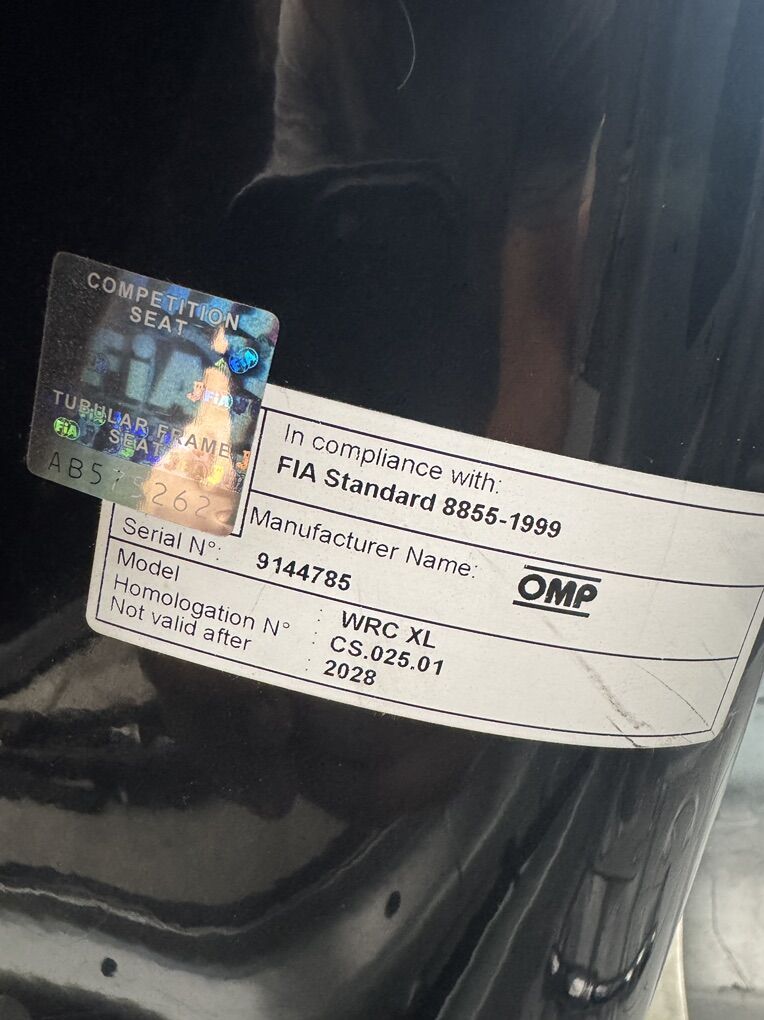 COMPETITION
SEAT
FiA
TUBULAR FRAME
SEAT
In compliance with:
FIA Standard 8855-1999
Manufacturer Name: OMP
Serial N°: 9144785
Model : WRC XL
Homologation N° : CS.025.01
Not valid after : 2028